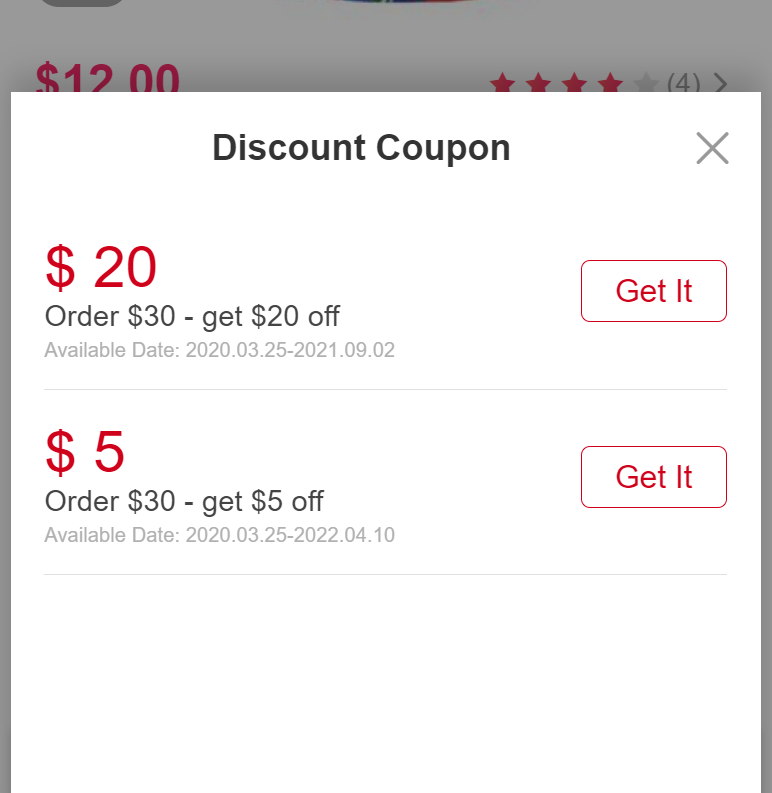 $12.00
(4)
Discount Coupon
$ 20
Order $30 - get $20 off
Get It
Available Date: 2020.03.25-2021.09.02
$ 5
Order $30 - get $5 off
Get It
Available Date: 2020.03.25-2022.04.10